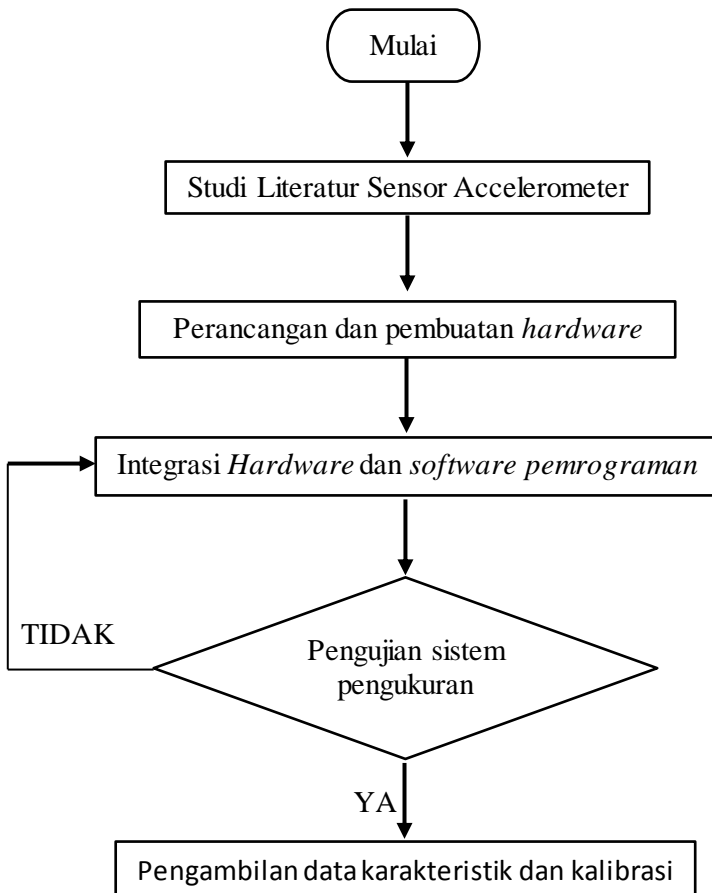 Mulai
Studi Literatur Sensor Accelerometer
Perancangan dan pembuatan hardware
Integrasi Hardware dan software pemrograman
TIDAK
Pengujian sistem
pengukuran
YA
Pengambilan data karakteristik dan kalibrasi